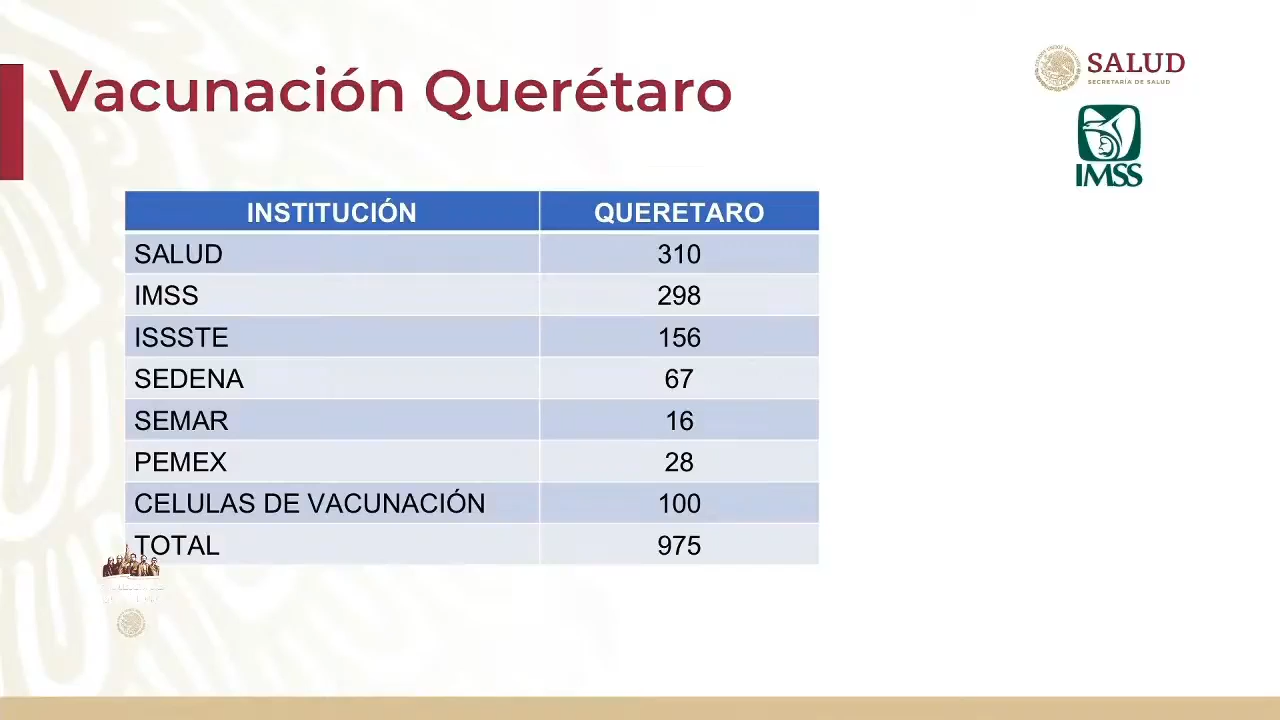 Vacunación Querétaro
SALUD
SECRETARÍA DE SALUD
IMSS
INSTITUCIÓN QUERETARO
SALUD 310
IMSS 298
ISSSTE 156
SEDENA 67
SEMAR 16
PEMEX 28
CELULAS DE VACUNACIÓN 100
TOTAL 975